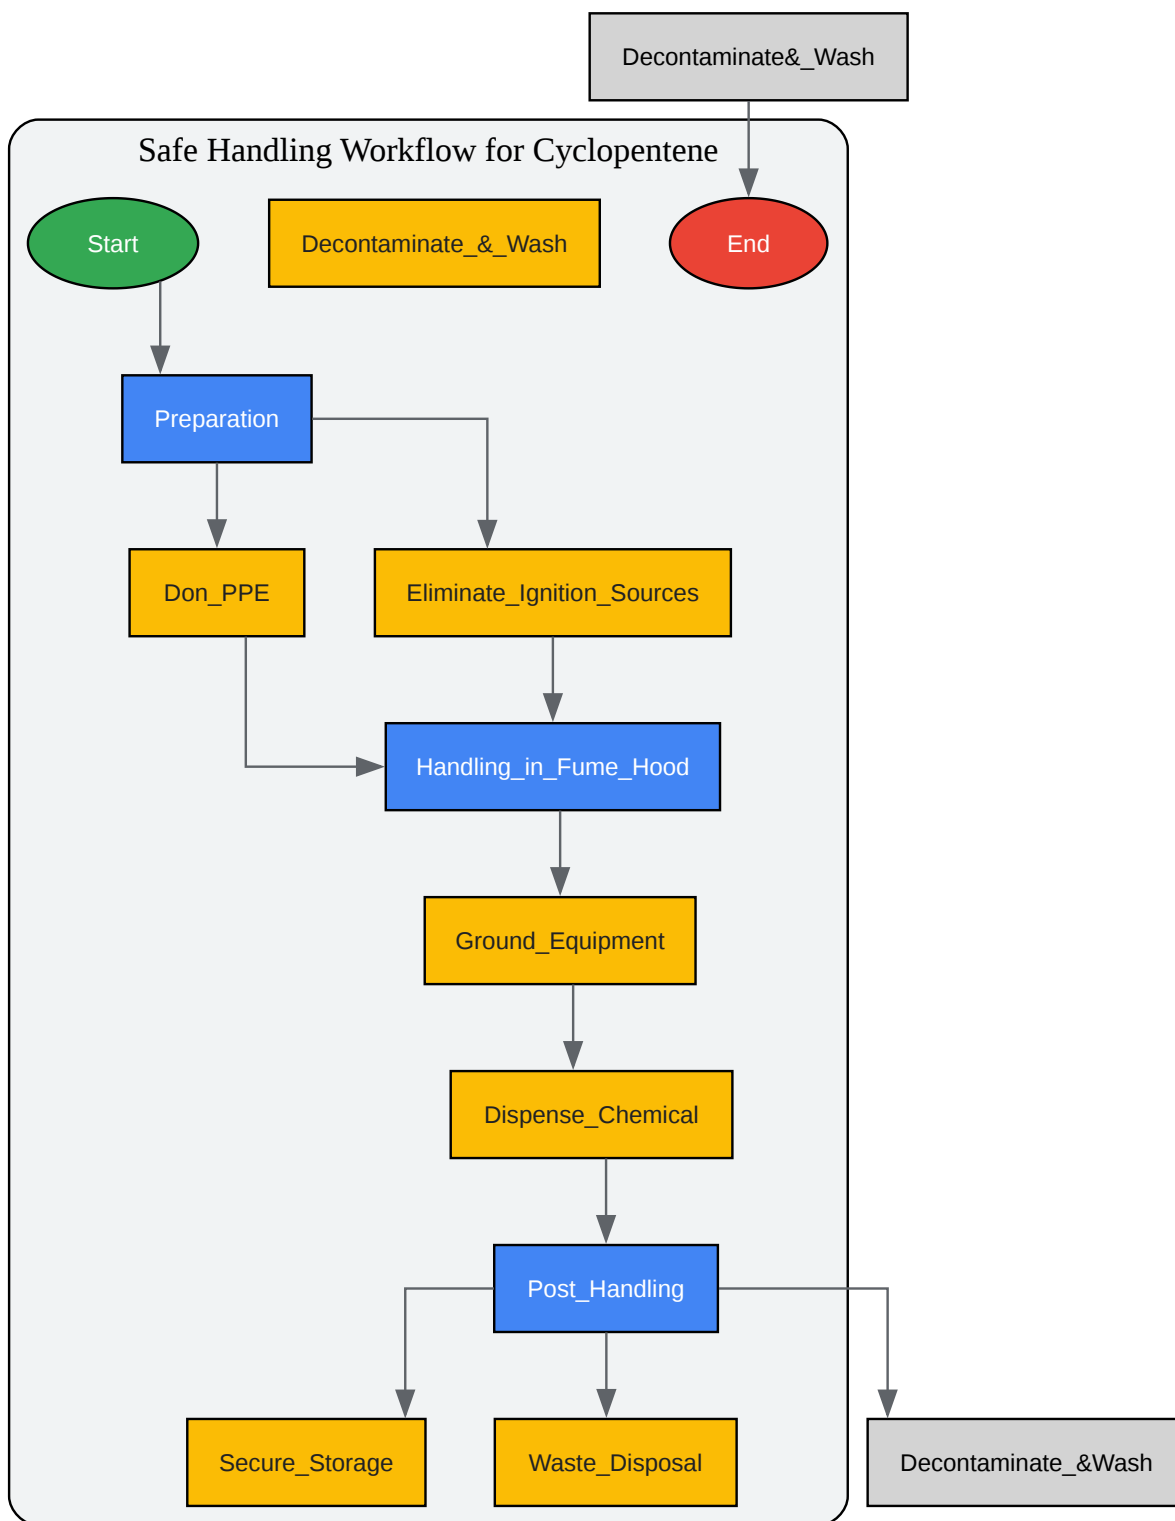 Decontaminate&_Wash
Safe Handling Workflow for Cyclopentene
Start
Decontaminate_&_Wash
End
Preparation
Don_PPE
Eliminate_Ignition_Sources
Handling_in_Fume_Hood
Ground_Equipment
Dispense_Chemical
Post_Handling
Secure_Storage
Waste_Disposal
Decontaminate_&Wash